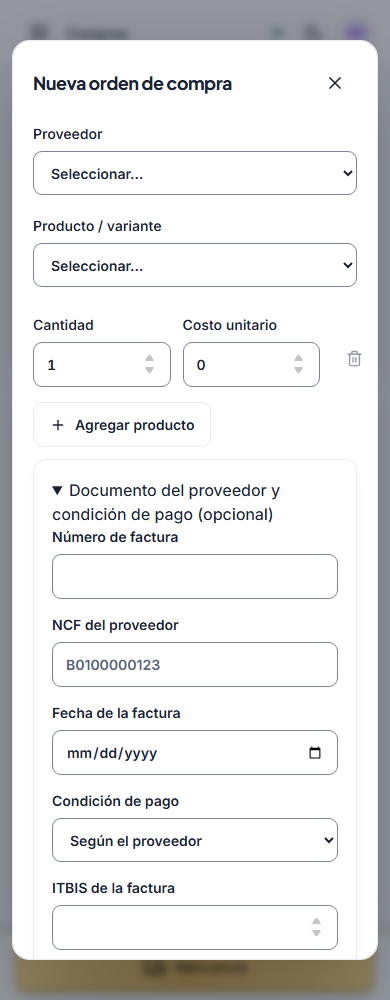 Nueva orden de compra
Proveedor
Seleccionar...
Producto / variante
Seleccionar...
Cantidad
Costo unitario
1
0
Agregar producto
Documento del proveedor y
condición de pago (opcional)
Número de factura
NCF del proveedor
B0100000123
Fecha de la factura
mm/dd/yyyy
Condición de pago
Según el proveedor
ITBIS de la factura